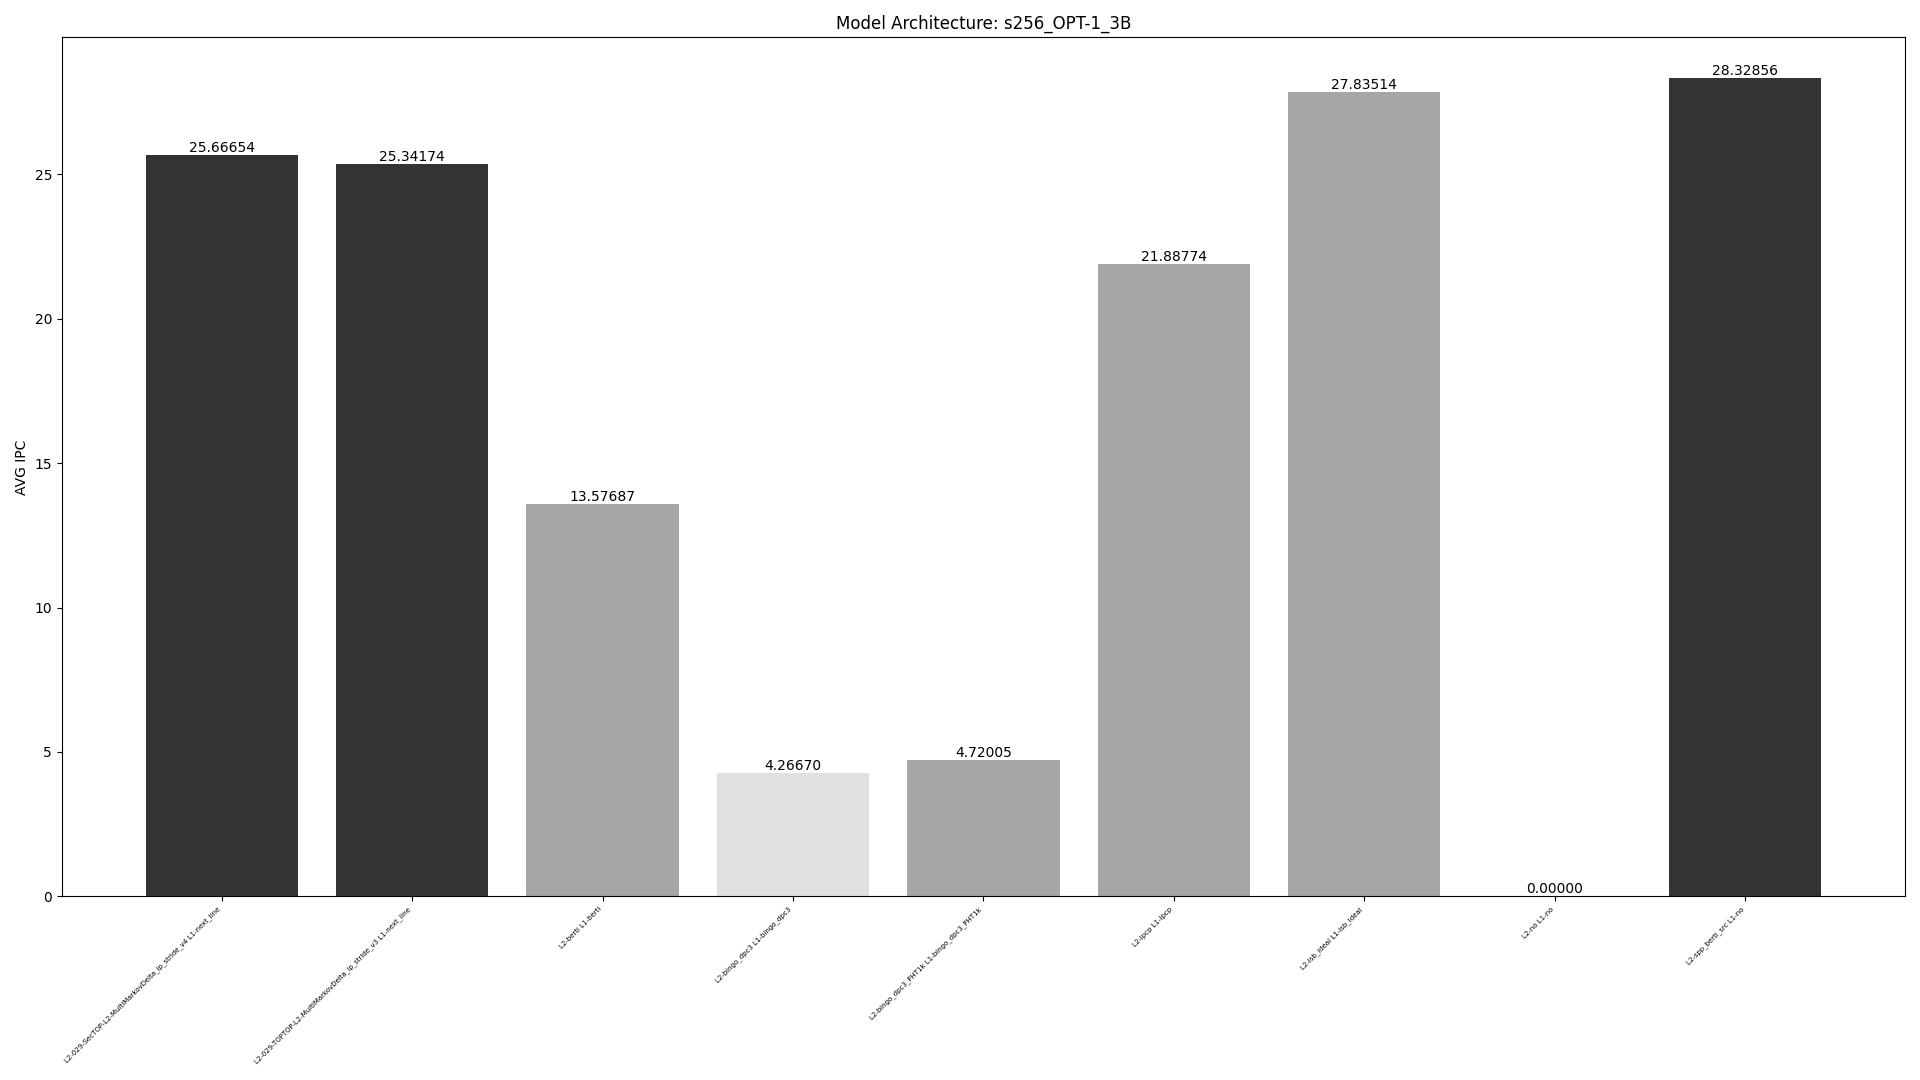 Model Architecture: s256_OPT-1_3B
28.32856
27.83514
25.66654
25.34174
21.88774
13.57687
4.72005
4.26670
0.00000
25
20
15
10
5
0
AVG IPC
L2-029-SecTOP-L2-MultiMarkovDelta_ip_stride_v4 L1-next_line
L2-029-TOPTOP-L2-MultiMarkovDelta_ip_stride_v3 L1-next_line
L2-berti L1-berti
L2-bingo_dpc3 L1-bingo_dpc3
L2-bingo_dpc3_PHT1k L1-bingo_dpc3_PHT1k
L2-ipcp L1-ipcp
L2-isb_ideal L1-isb_ideal
L2-no L1-no
L2-spp_berti_src L1-no